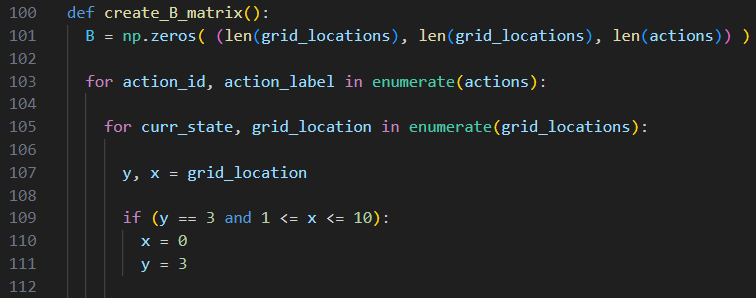 100 def create_B_matrix():
101 B = np.zeros( (len(grid_locations), len(grid_locations), len(actions)) )
102
103 for action_id, action_label in enumerate(actions):
104
105 for curr_state, grid_location in enumerate(grid_locations):
106
107 y, x = grid_location
108
109 if (y == 3 and 1 <= x <= 10):
110 x = 0
111 y = 3
112